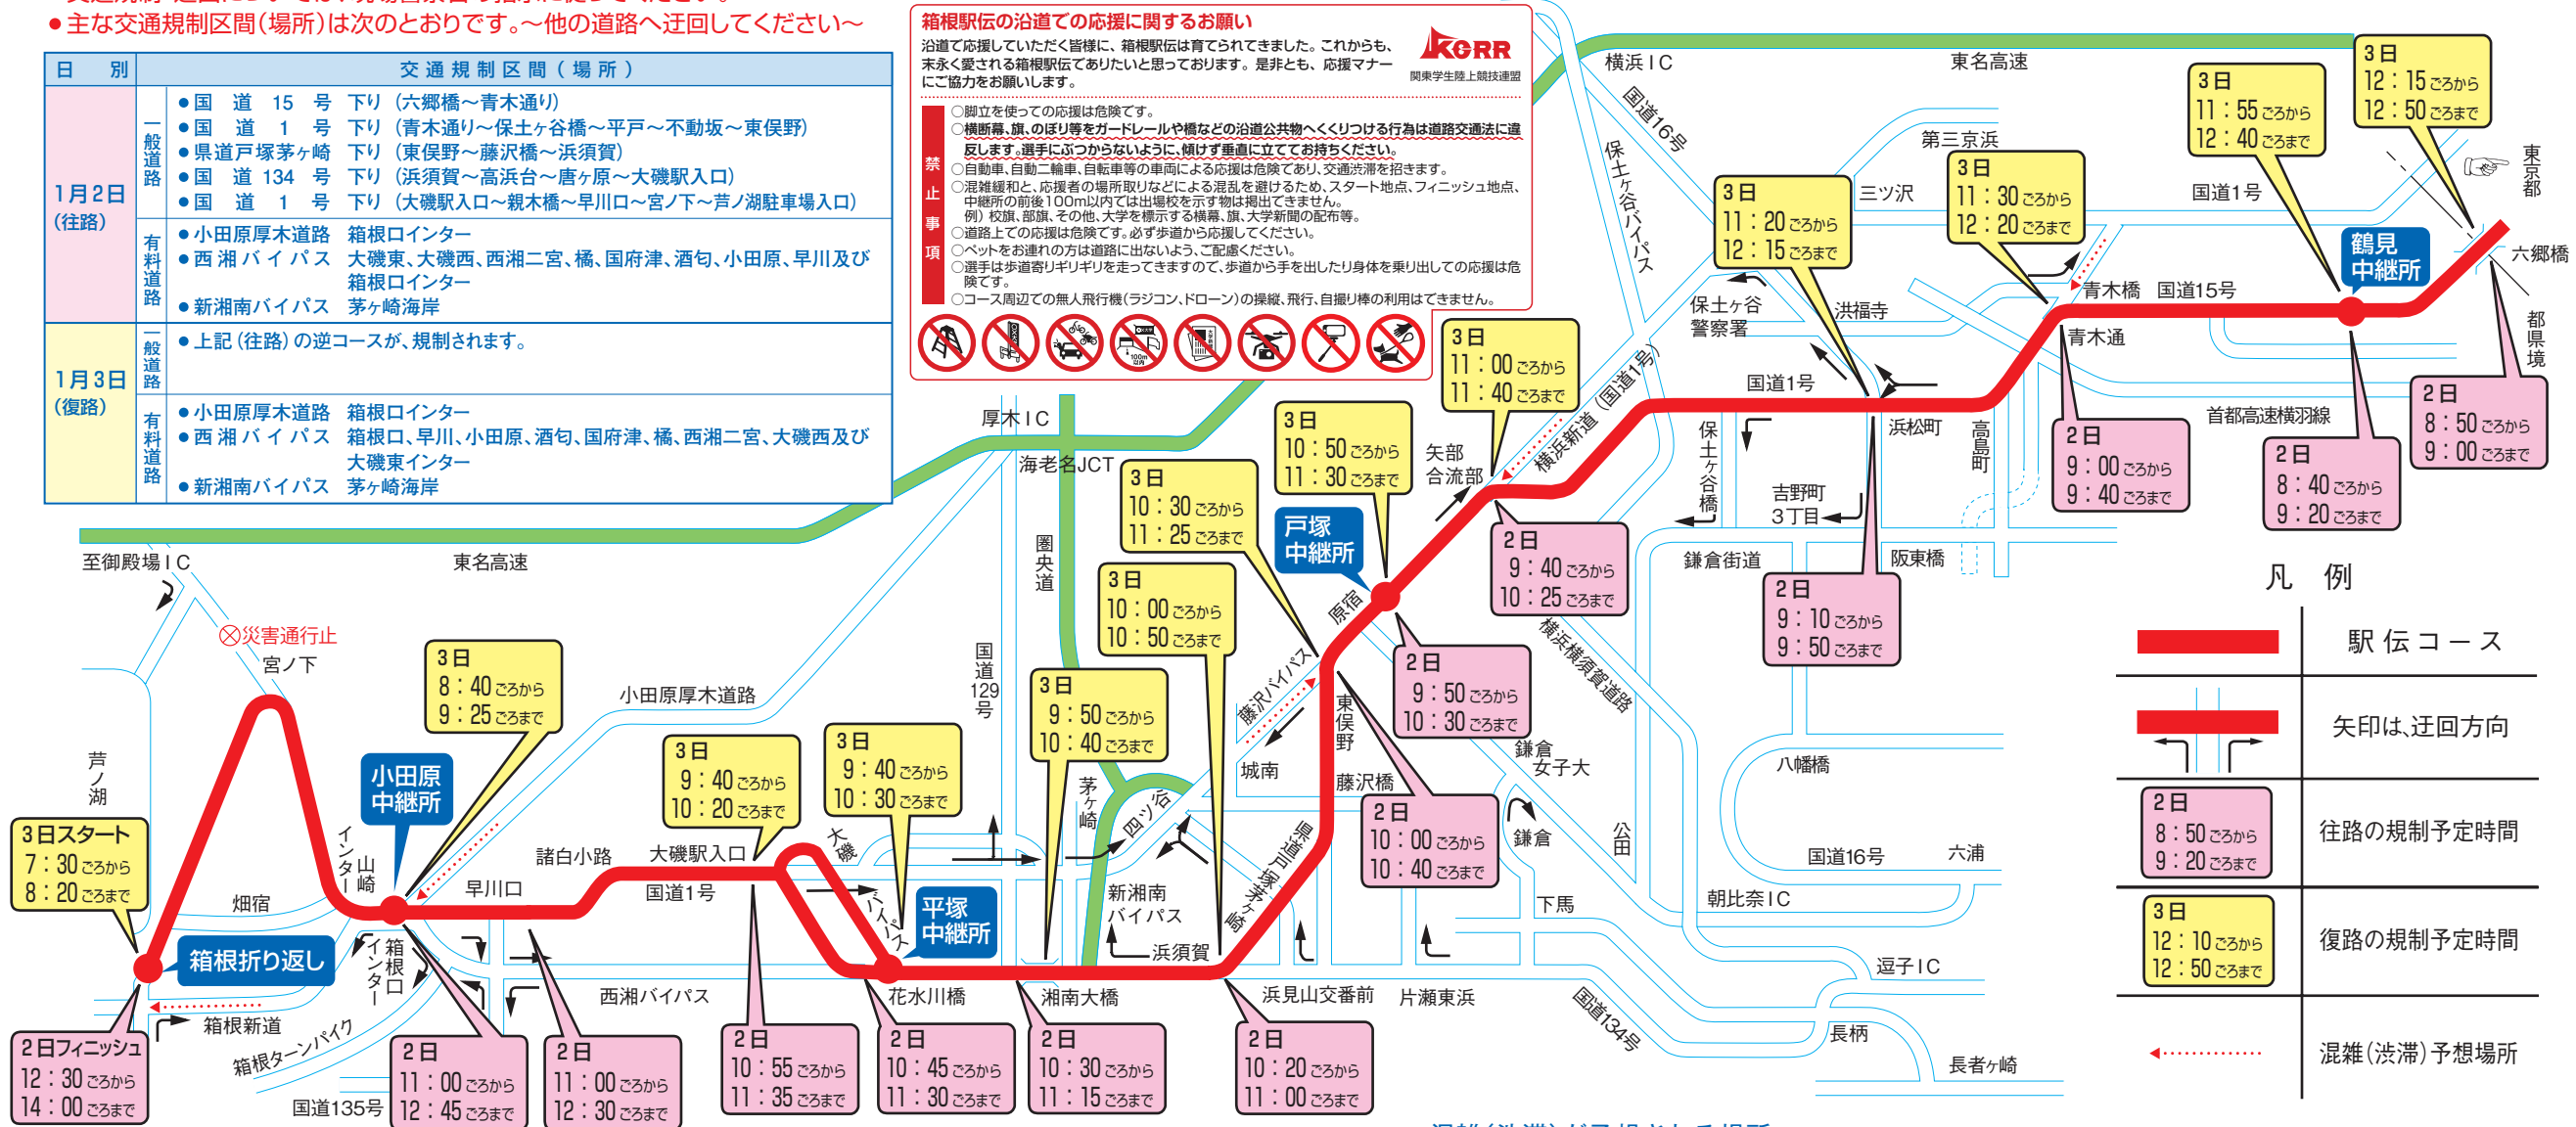 ●主な交通規制区間(場所)は次のとおりです。～他の道路へ迂回してください～
日 別 交通規制区間(場所)
1月2日
(往路)
一般道路
●国道15号 下り (六郷橋～青木通り)
●国道1号 下り (青木通り～保土ヶ谷橋～平戸～不動坂～東俣野)
●県道戸塚茅ヶ崎 下り (東俣野～藤沢橋～浜須賀)
●国道134号 下り (浜須賀～高浜台～唐ヶ原～大磯駅入口)
●国道1号 下り (大磯駅入口～親木橋～早川口～宮ノ下～芦ノ湖駐車場入口)
有料道路
●小田原厚木道路 箱根口インター
●西湘バイパス 大磯東、大磯西、西湘二宮、橘、国府津、酒匂、小田原、早川及び
箱根口インター
●新湘南バイパス 茅ヶ崎海岸
1月3日
(復路)
一般道路
●上記(往路)の逆コースが、規制されます。
有料道路
●小田原厚木道路 箱根口インター
●西湘バイパス 箱根口、早川、小田原、酒匂、国府津、橘、西湘二宮、大磯西及び
大磯東インター
●新湘南バイパス 茅ヶ崎海岸
箱根駅伝の沿道での応援に関するお願い
沿道で応援していただく皆様に、箱根駅伝は育てられてきました。これからも、
末永く愛される箱根駅伝でありたいと思っております。是非とも、応援マナー
にご協力をお願いします。
KGRR
関東学生陸上競技連盟
禁止事項
○脚立を使っての応援は危険です。
○横断幕、旗、のぼり等をガードレールや橋などの沿道公共物へくくりつける行為は道路交通法に違
反します。選手にぶつからないように、傾けず垂直に立ててお持ちください。
○自動車、自動二輪車、自転車等の車両による応援は危険であり、交通渋滞を招きます。
○混雑緩和と、応援者の場所取りなどによる混乱を避けるため、スタート地点、フィニッシュ地点、
中継所の前後100m以内では出場校を示す物は掲出できません。
例) 校旗、部旗、その他、大学を標示する横幕、旗、大学新聞の配布等。
○道路上での応援は危険です。必ず歩道から応援してください。
○ペットをお連れの方は道路に出ないよう、ご配慮ください。
○選手は歩道寄りギリギリを走ってきますので、歩道から手を出したり身体を乗り出しての応援は危
険です。
○コース周辺での無人飛行機(ラジコン、ドローン)の操縦、飛行、自撮り棒の利用はできません。
100m
以内
横浜IC
東名高速
国道16号
保土ヶ谷バイパス
第三京浜
三ツ沢
国道1号
東京都
六郷橋
都県境
3日
12:15ごろから
12:50ごろまで
3日
11:55ごろから
12:40ごろまで
3日
11:30ごろから
12:20ごろまで
3日
11:20ごろから
12:15ごろまで
鶴見
中継所
青木橋
国道15号
青木通
保土ヶ谷
警察署
洪福寺
国道1号
浜松町
高島町
首都高速横羽線
保土ヶ谷橋
吉野町
3丁目
鎌倉街道
阪東橋
2日
8:50ごろから
9:00ごろまで
2日
8:40ごろから
9:20ごろまで
2日
9:00ごろから
9:40ごろまで
2日
9:10ごろから
9:50ごろまで
3日
11:00ごろから
11:40ごろまで
横浜新道(国道1号)
矢部
合流部
3日
10:50ごろから
11:30ごろまで
戸塚
中継所
原宿
2日
9:40ごろから
10:25ごろまで
2日
9:50ごろから
10:30ごろまで
横浜横須賀道路
厚木IC
海老名JCT
圏央道
3日
10:30ごろから
11:25ごろまで
3日
10:00ごろから
10:50ごろまで
藤沢バイパス
東俣野
城南
藤沢橋
鎌倉
女子大
鎌倉
公田
八幡橋
国道16号
六浦
朝比奈IC
下馬
逗子IC
長柄
長者ヶ崎
国道134号
2日
10:00ごろから
10:40ごろまで
至御殿場IC
東名高速
⊗災害通行止
宮ノ下
小田原厚木道路
国道129号
芦ノ湖
3日
8:40ごろから
9:25ごろまで
小田原
中継所
3日
9:40ごろから
10:20ごろまで
3日
9:40ごろから
10:30ごろまで
3日
9:50ごろから
10:40ごろまで
茅ヶ崎
四ツ谷
県道戸塚茅ヶ崎
3日スタート
7:30ごろから
8:20ごろまで
畑宿
山崎
インター
早川口
諸白小路
大磯駅入口
国道1号
大磯
バイパス
平塚
中継所
新湘南
バイパス
浜須賀
箱根折り返し
箱根口
インター
西湘バイパス
花水川橋
湘南大橋
浜見山交番前
片瀬東浜
箱根新道
箱根ターンパイク
国道135号
2日フィニッシュ
12:30ごろから
14:00ごろまで
2日
11:00ごろから
12:45ごろまで
2日
11:00ごろから
12:30ごろまで
2日
10:55ごろから
11:35ごろまで
2日
10:45ごろから
11:30ごろまで
2日
10:30ごろから
11:15ごろまで
2日
10:20ごろから
11:00ごろまで
凡 例
駅伝コース
矢印は、迂回方向
2日
8:50ごろから
9:20ごろまで
往路の規制予定時間
3日
12:10ごろから
12:50ごろまで
復路の規制予定時間
混雑(渋滞)予想場所